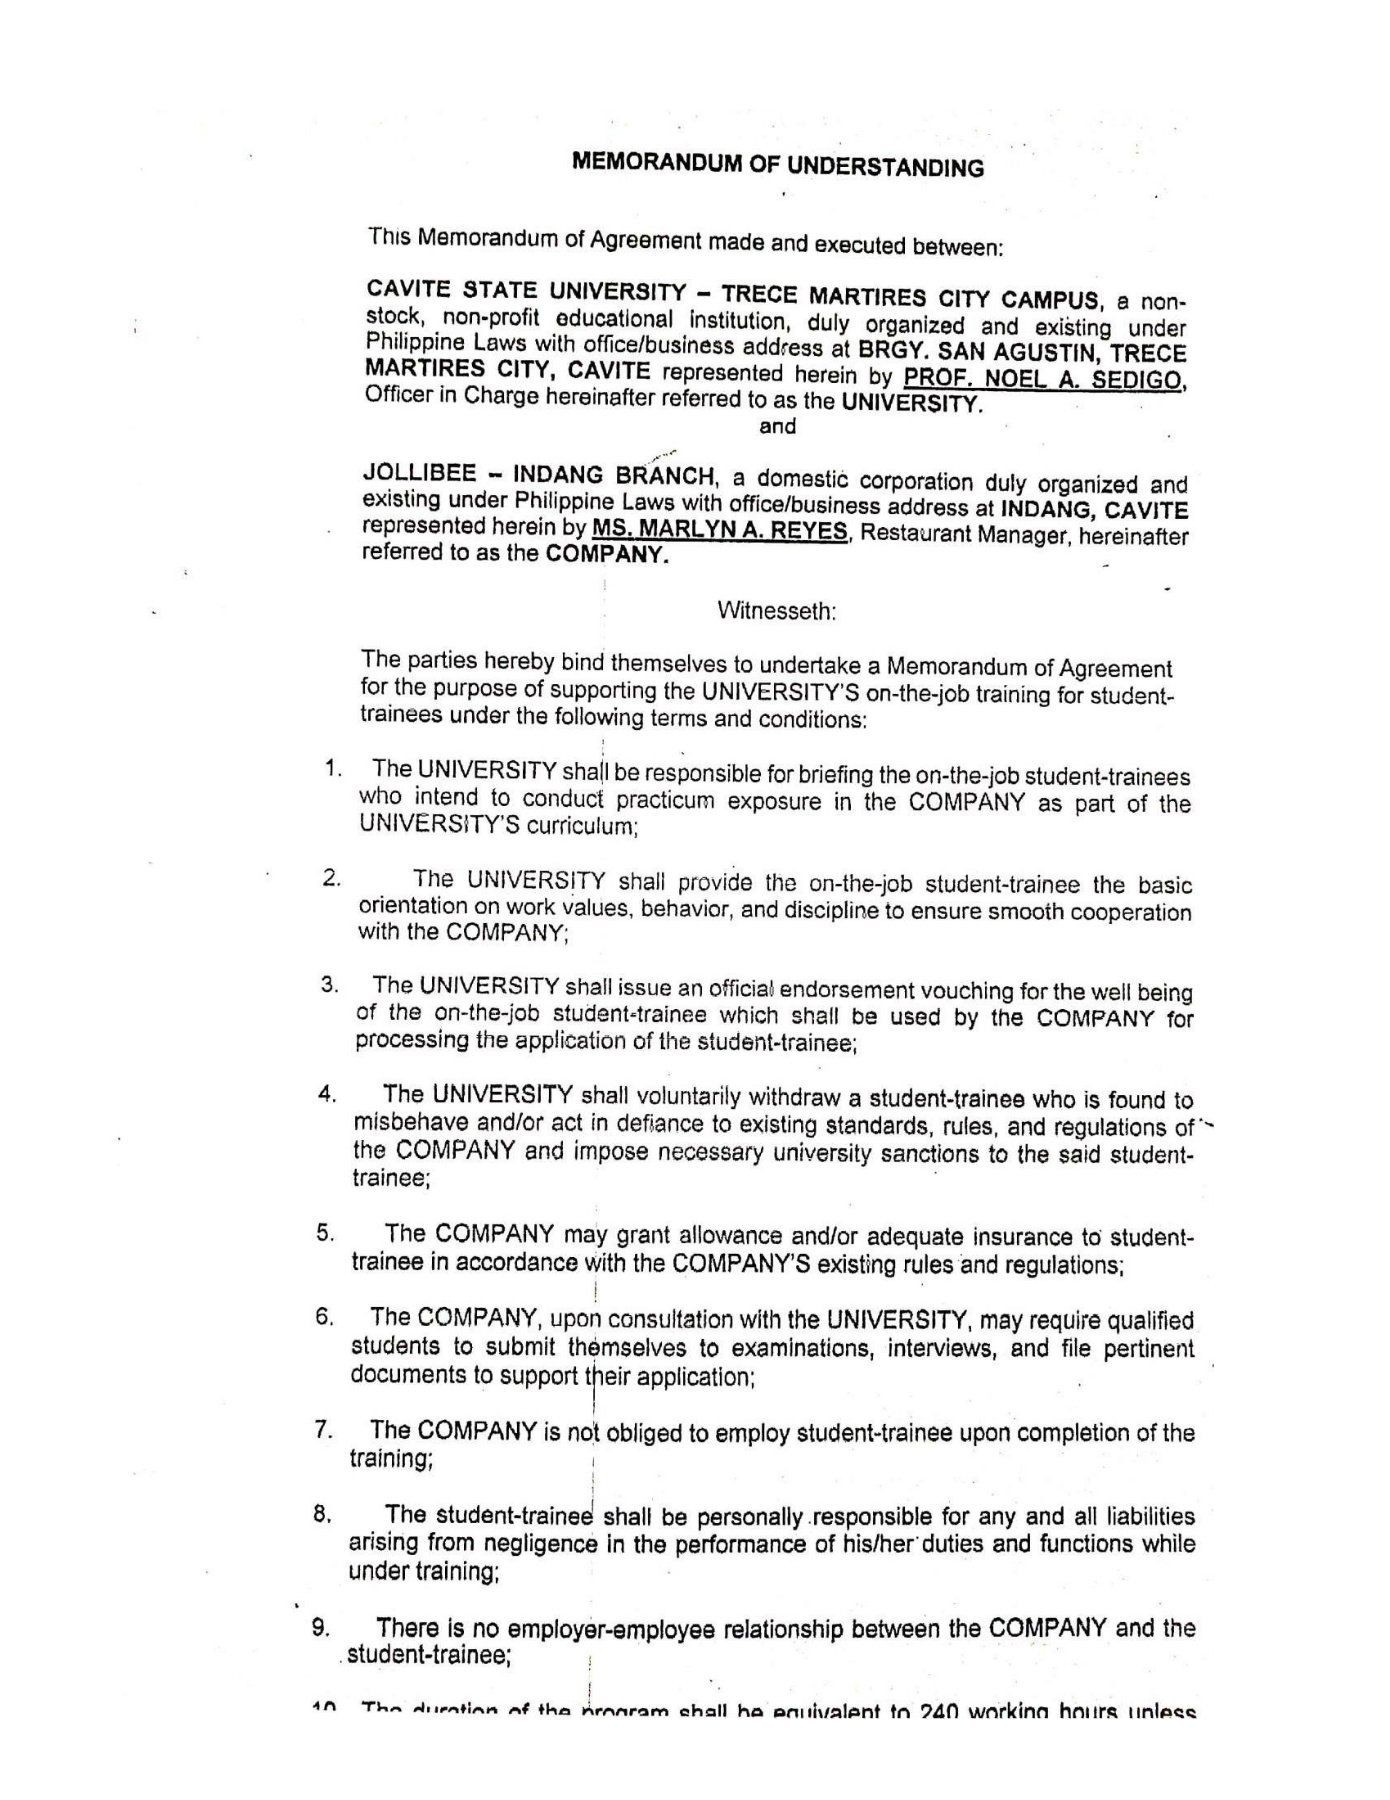 MEMORANDUM OF UNDERSTANDING
This Memorandum of Agreement made and executed between:
CAVITE STATE UNIVERSITY – TRECE MARTIRES CITY CAMPUS, a non-
stock, non-profit educational institution, duly organized and existing under
Philippine Laws with office/business address at BRGY. SAN AGUSTIN, TRECE
MARTIRES CITY, CAVITE represented herein by PROF. NOEL A. SEDIGO,
Officer in Charge hereinafter referred to as the UNIVERSITY.
and
JOLLIBEE – INDANG BRANCH, a domestic corporation duly organized and
existing under Philippine Laws with office/business address at INDANG, CAVITE
represented herein by MS. MARLYN A. REYES, Restaurant Manager, hereinafter
referred to as the COMPANY.
Witnesseth:
The parties hereby bind themselves to undertake a Memorandum of Agreement
for the purpose of supporting the UNIVERSITY'S on-the-job training for student-
trainees under the following terms and conditions:
1. The UNIVERSITY shall be responsible for briefing the on-the-job student-trainees
who intend to conduct practicum exposure in the COMPANY as part of the
UNIVERSITY'S curriculum;
2. The UNIVERSITY shall provide the on-the-job student-trainee the basic
orientation on work values, behavior, and discipline to ensure smooth cooperation
with the COMPANY;
3. The UNIVERSITY shall issue an official endorsement vouching for the well being
of the on-the-job student-trainee which shall be used by the COMPANY for
processing the application of the student-trainee;
4. The UNIVERSITY shall voluntarily withdraw a student-trainee who is found to
misbehave and/or act in defiance to existing standards, rules, and regulations of
the COMPANY and impose necessary university sanctions to the said student-
trainee;
5. The COMPANY may grant allowance and/or adequate insurance to student-
trainee in accordance with the COMPANY'S existing rules and regulations;
6. The COMPANY, upon consultation with the UNIVERSITY, may require qualified
students to submit themselves to examinations, interviews, and file pertinent
documents to support their application;
7. The COMPANY is not obliged to employ student-trainee upon completion of the
training;
8. The student-trainee shall be personally responsible for any and all liabilities
arising from negligence in the performance of his/her duties and functions while
under training;
9. There is no employer-employee relationship between the COMPANY and the
student-trainee;
10 The duration of the program shall be equivalent to 240 working hours unless